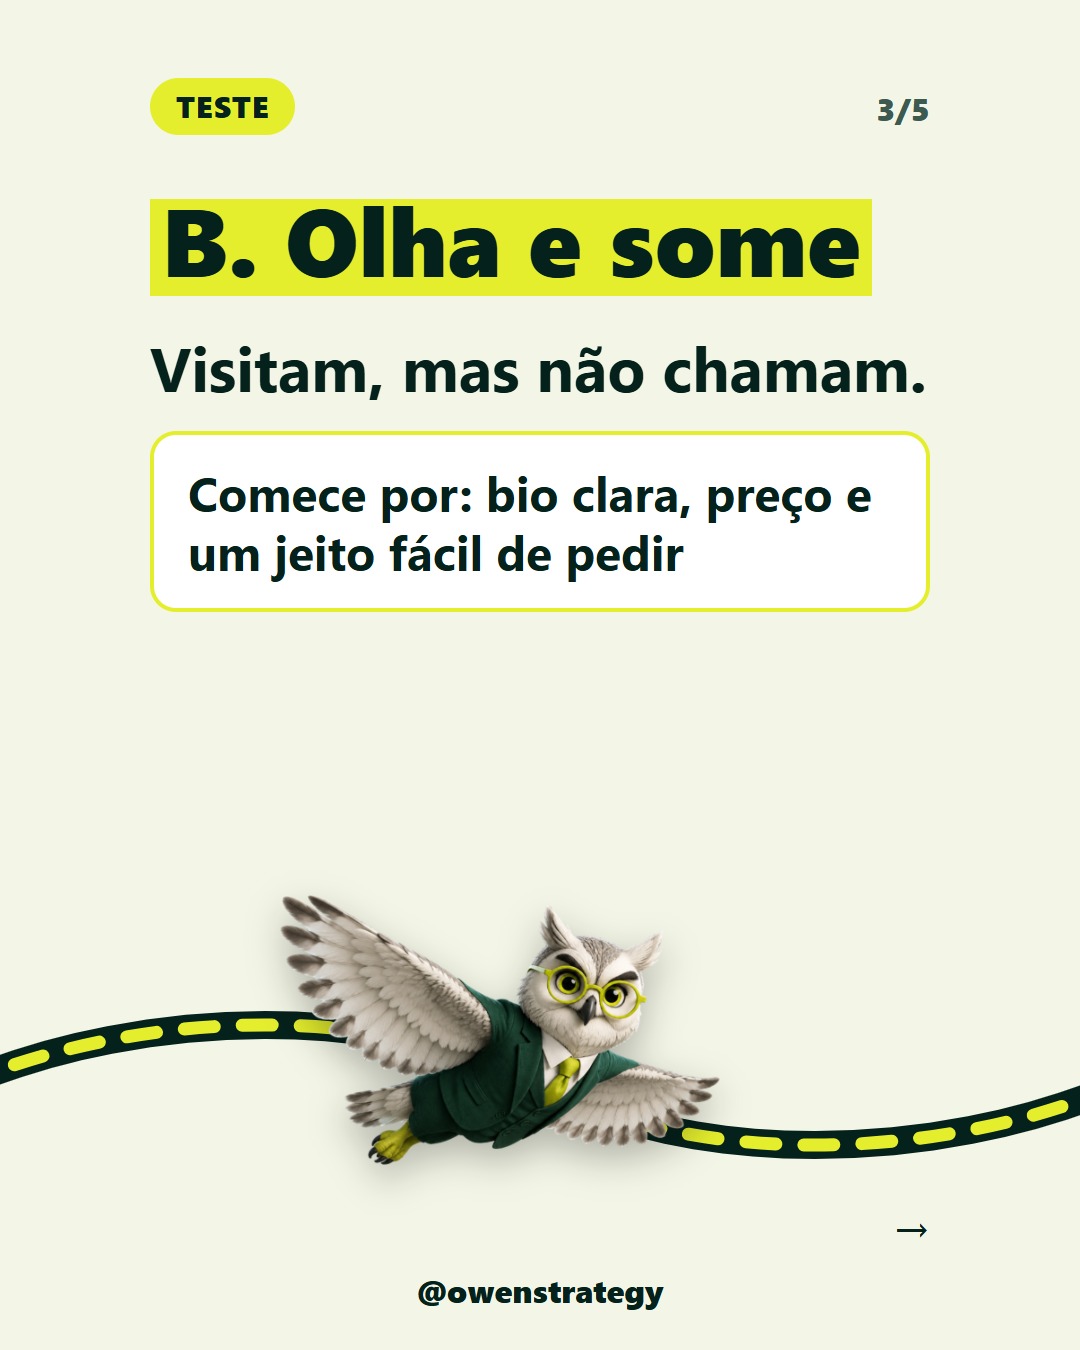 TESTE
3/5
B. Olha e some
Visitam, mas não chamam.
Comece por: bio clara, preço e
um jeito fácil de pedir
→
@owenstrategy